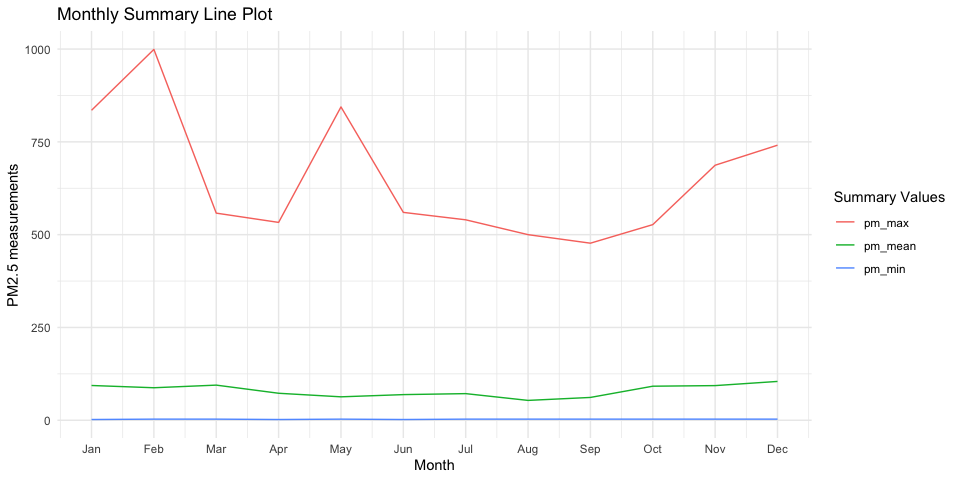 Monthly Summary Line Plot
PM2.5 measurements
1000
750
500
250
0
Jan Feb Mar Apr May Jun Jul Aug Sep Oct Nov Dec
Month
Summary Values
pm_max
pm_mean
pm_min